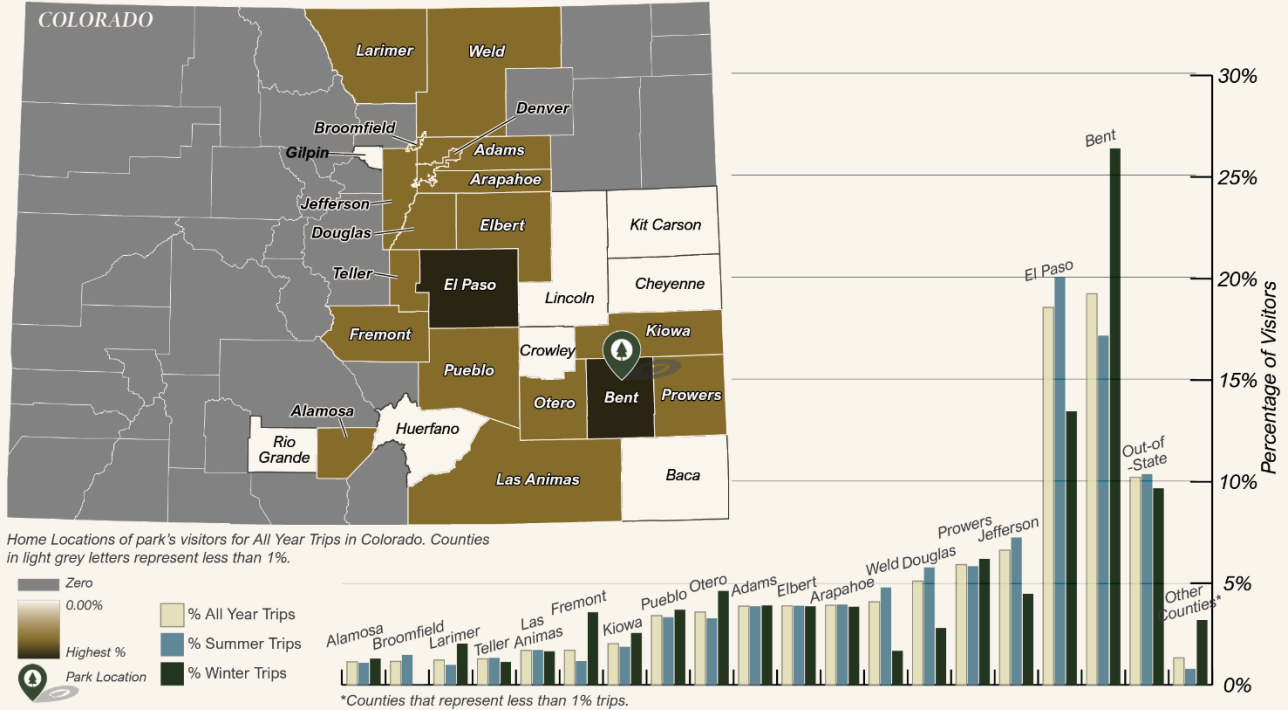 COLORADO
Larimer
Weld
Denver
Broomfield
Gilpin
Adams
Arapahoe
Jefferson
Douglas
Elbert
Kit Carson
Teller
El Paso
Lincoln
Cheyenne
Fremont
Kiowa
Crowley
Pueblo
Otero
Bent
Prowers
Alamosa
Rio
Grande
Huerfano
Las Animas
Baca
Home Locations of park's visitors for All Year Trips in Colorado. Counties
in light grey letters represent less than 1%.
Zero
0.00%
Highest %
Park Location
% All Year Trips
% Summer Trips
% Winter Trips
30%
25%
20%
15%
10%
5%
0%
Percentage of Visitors
Alamosa
Broomfield
Larimer
Teller
Las
Animas
Fremont
Kiowa
Pueblo
Otero
Adams
Elbert
Arapahoe
Weld
Douglas
Prowers
Jefferson
El Paso
Bent
Out-of
-State
Other
Counties*
*Counties that represent less than 1% trips.